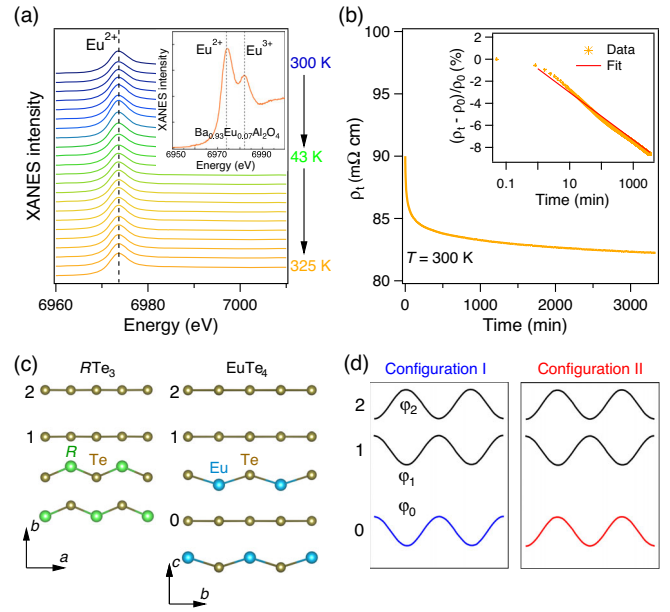 (a)
XANES intensity
Eu2+
6960
6980
7000
Energy (eV)
XANES intensity
Eu2+
Eu3+
Ba0.93Eu0.07Al2O4
6950
6970
6990
Energy (eV)
300 K
43 K
325 K
(b)
ρt (mΩ cm)
100
95
90
85
80
T = 300 K
0
1000
2000
3000
Time (min)
(ρt - ρ0)/ρ0 (%)
0
-2
-4
-6
-8
Data
Fit
0.1
10
1000
Time (min)
(c)
RTe3
EuTe4
2
2
1
1
R
Te
Eu
Te
0
b
a
c
b
(d)
Configuration I
Configuration II
2
φ2
1
φ1
φ0
0